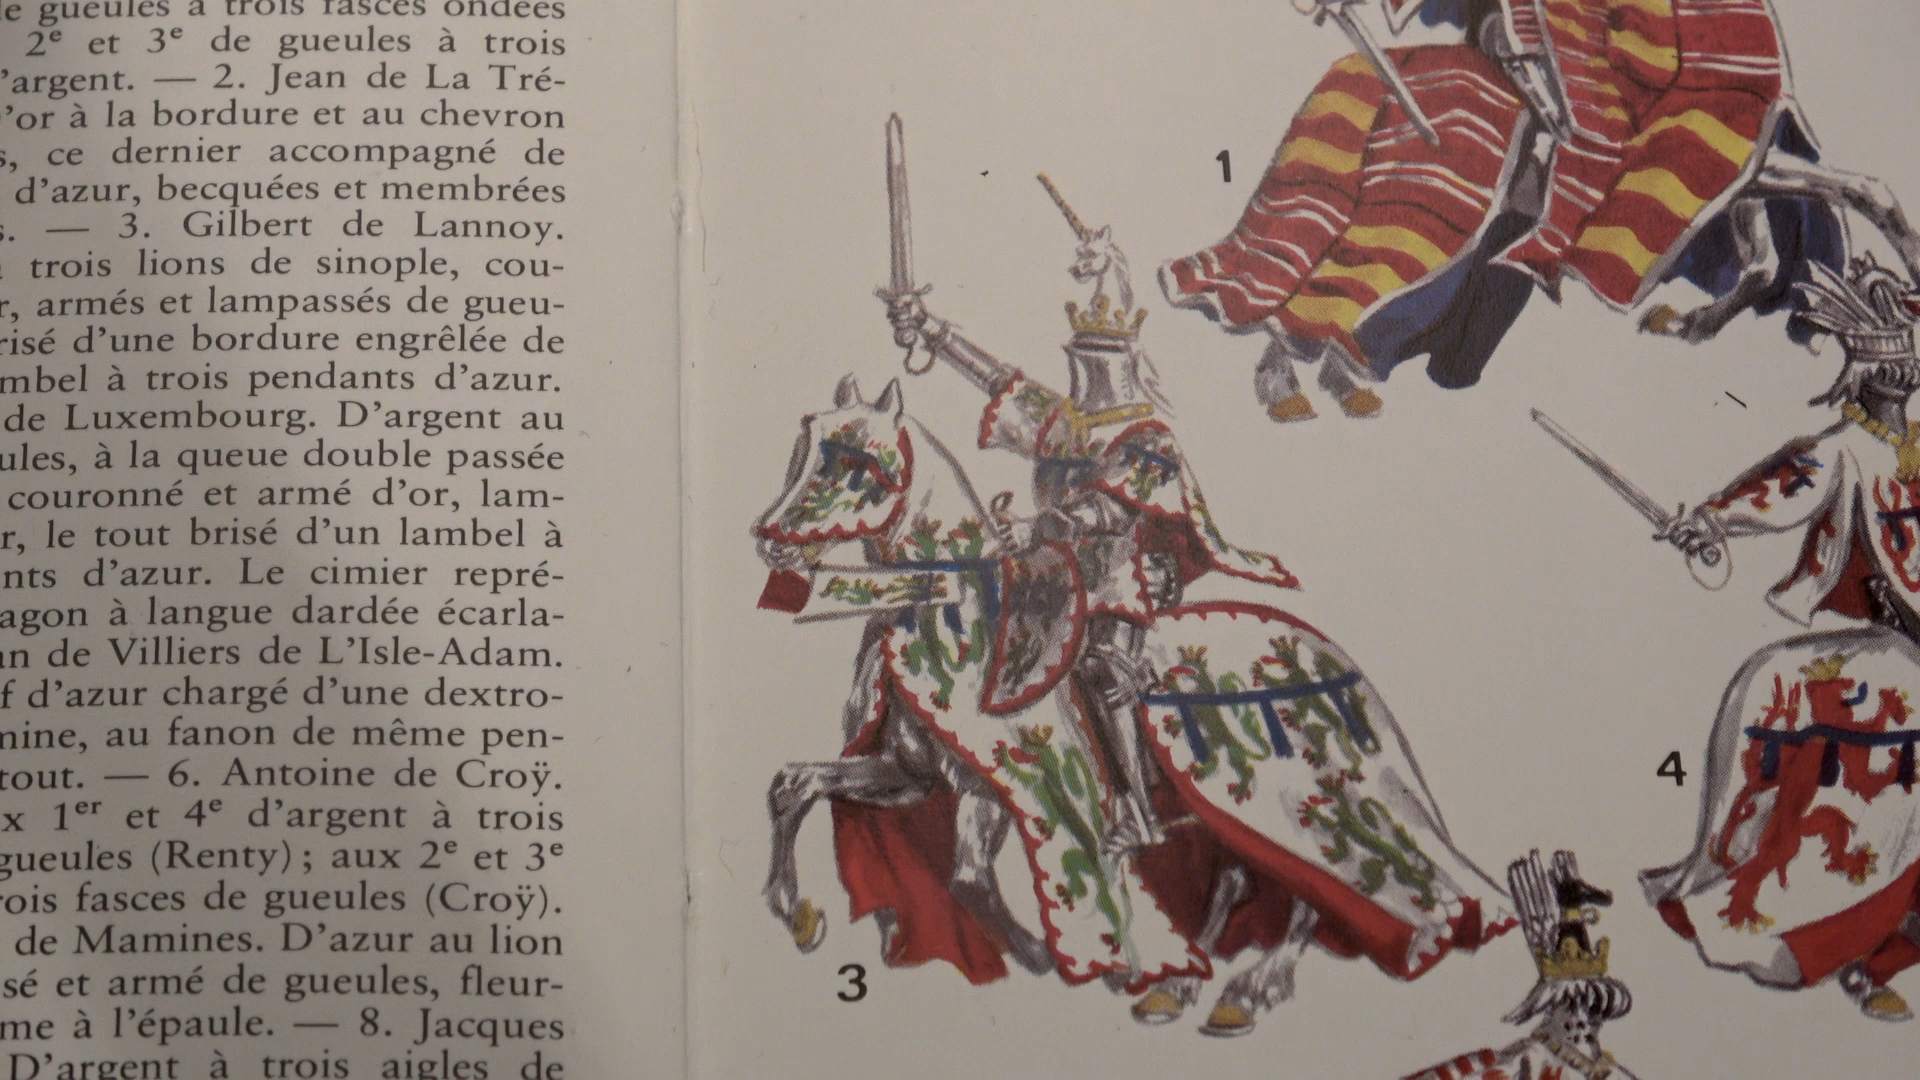 de gueules à trois fasces ondées
2e et 3e de gueules à trois
'argent. — 2. Jean de La Tré-
'or à la bordure et au chevron
s, ce dernier accompagné de
d'azur, becquées et membrées
s. — 3. Gilbert de Lannoy.
trois lions de sinople, cou-
r, armés et lampassés de gueu-
risé d'une bordure engrêlée de
mbel à trois pendants d'azur.
de Luxembourg. D'argent au
ules, à la queue double passée
couronné et armé d'or, lam-
r, le tout brisé d'un lambel à
nts d'azur. Le cimier repré-
agon à langue dardée écarla-
an de Villiers de L'Isle-Adam.
f d'azur chargé d'une dextro-
mine, au fanon de même pen-
tout. — 6. Antoine de Croÿ.
x 1er et 4e d'argent à trois
gueules (Renty) ; aux 2e et 3e
rois fasces de gueules (Croÿ).
de Mamines. D'azur au lion
sé et armé de gueules, fleur-
me à l'épaule. — 8. Jacques
D'argent à trois aigles de
1
3
4